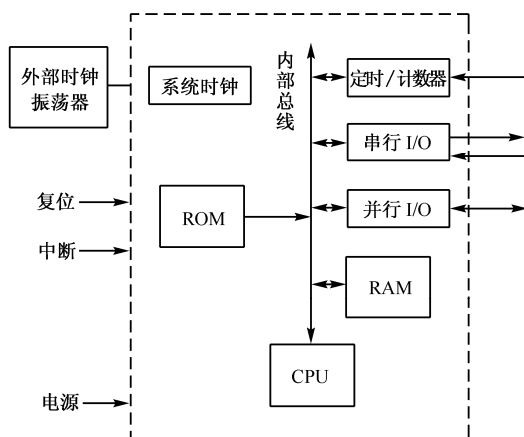 外部时钟
振荡器
系统时钟
内部总线
定时/计数器
串行 I/O
并行 I/O
复位
中断
ROM
RAM
CPU
电源